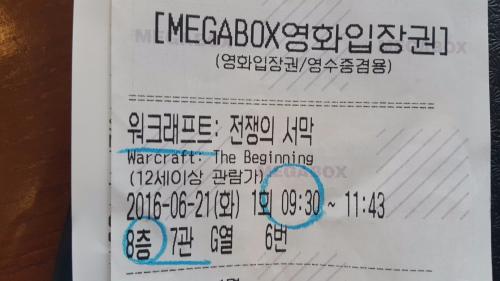 [MEGABOX영화입장권]
(영화입장권/영수증겸용)
워크래프트: 전쟁의 서막
Warcraft: The Beginning
(12세이상 관람가)
2016-06-21(화) 1회 09:30 ~ 11:43
8층 7관 G열 6번